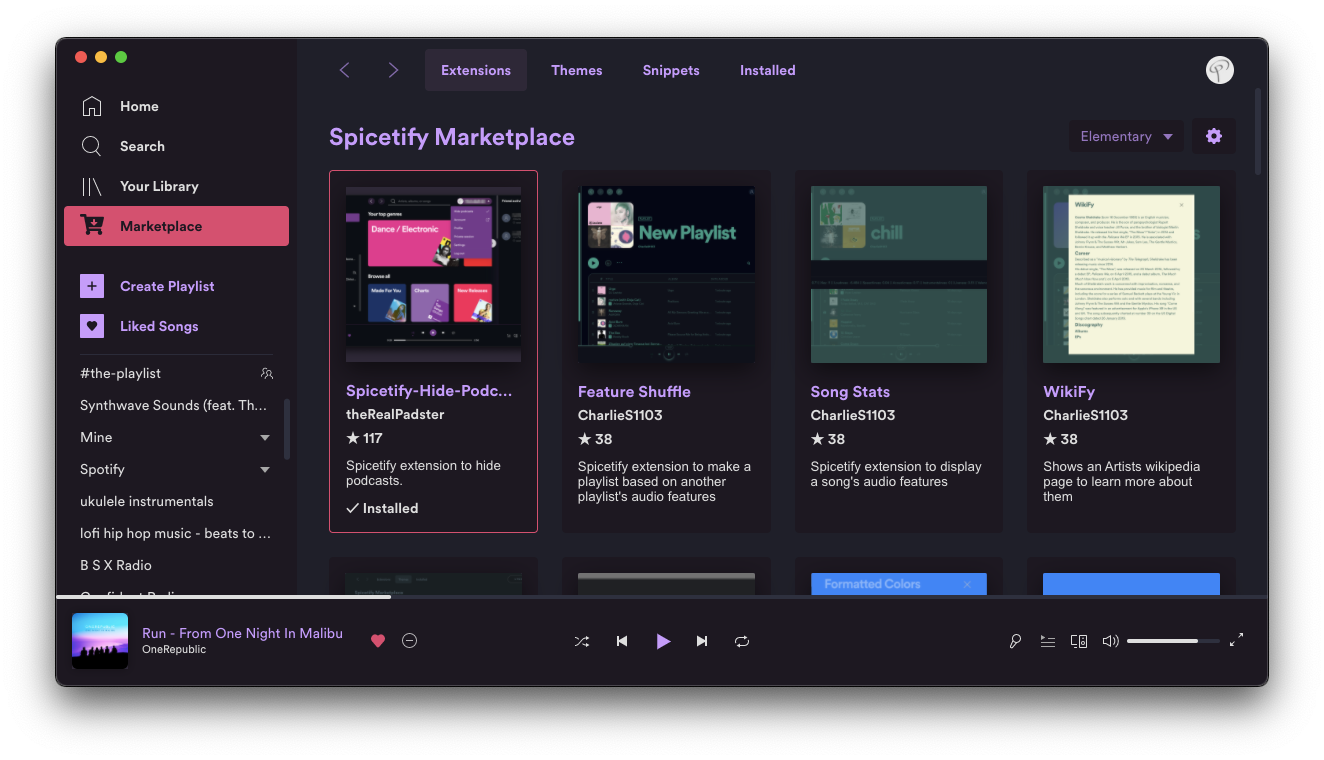 Extensions
Themes
Snippets
Installed
Home
Search
Your Library
Marketplace
Create Playlist
Liked Songs
#the-playlist
Synthwave Sounds (feat. Th...
Mine
Spotify
ukulele instrumentals
lofi hip hop music - beats to ...
B S X Radio
Spicetify Marketplace
Elementary
Your top genres
Dance / Electronic
Browse all
Made For You
Charts
New Releases
Spicetify-Hide-Podc...
theRealPadster
★ 117
Spicetify extension to hide
podcasts.
Installed
New Playlist
Feature Shuffle
CharlieS1103
★ 38
Spicetify extension to make a
playlist based on another
playlist's audio features
chill
Song Stats
CharlieS1103
★ 38
Spicetify extension to display
a song's audio features
WikiFy
Career
Discography
Albums
EPs
WikiFy
CharlieS1103
★ 38
Shows an Artists wikipedia
page to learn more about
them
Formatted Colors
Run - From One Night In Malibu
OneRepublic